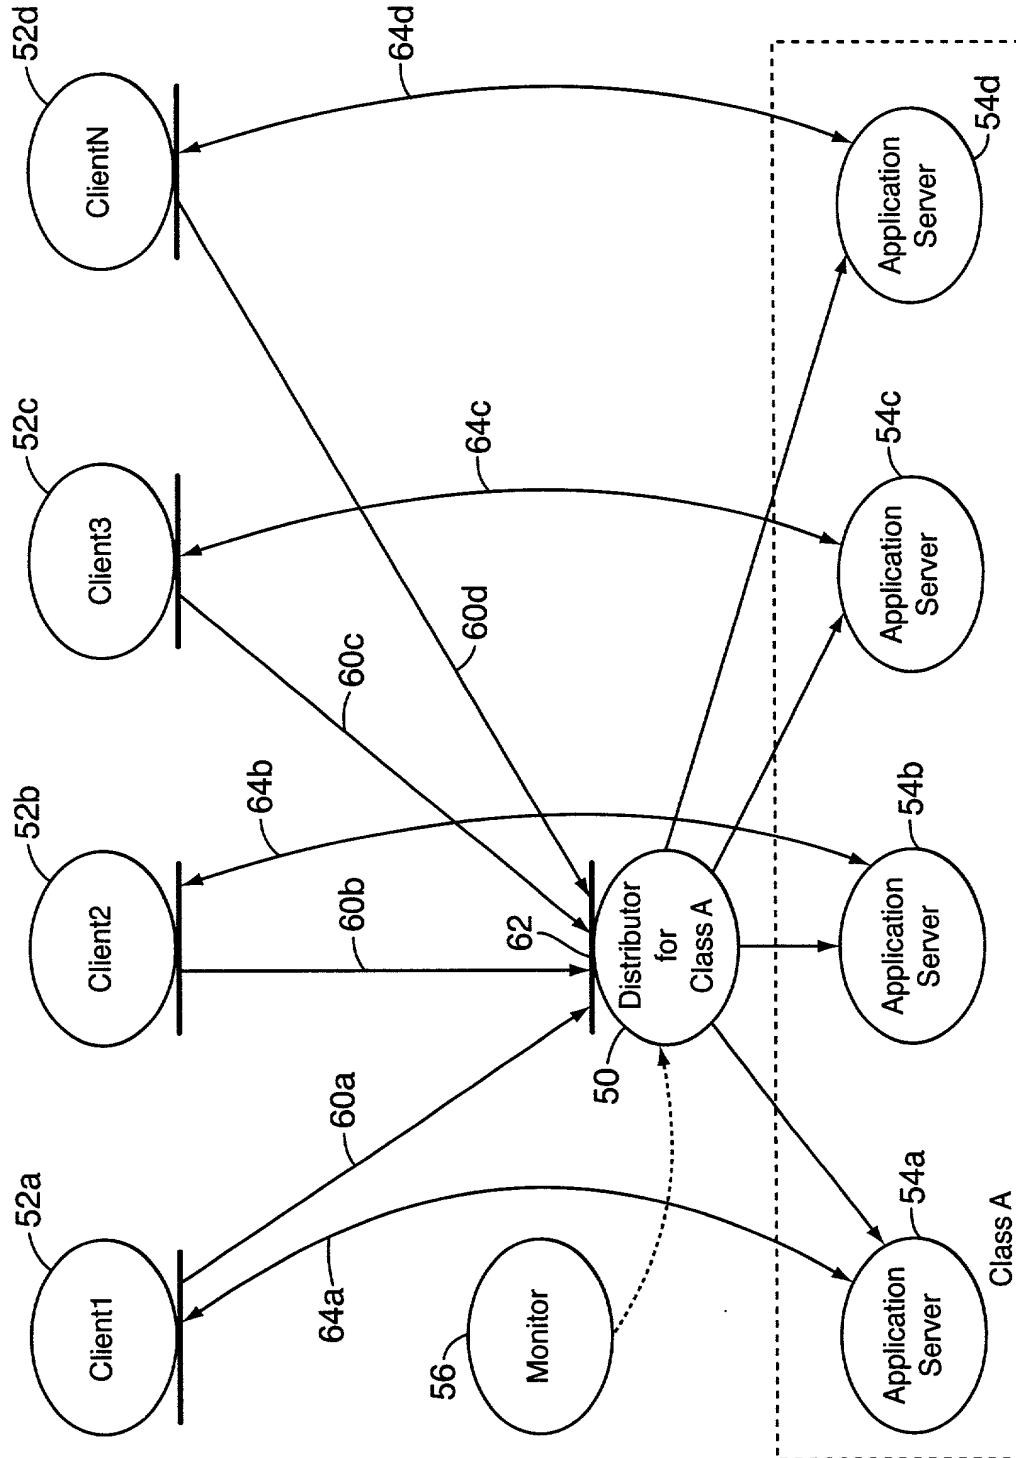 52a
52b
52c
52d
Client1
Client2
Client3
ClientN
64a
60a
60b
64b
60c
60d
64c
64d
56
Monitor
50
62
Distributor
for
Class A
Application
Server
Application
Server
Application
Server
Application
Server
54a
54b
54c
54d
Class A